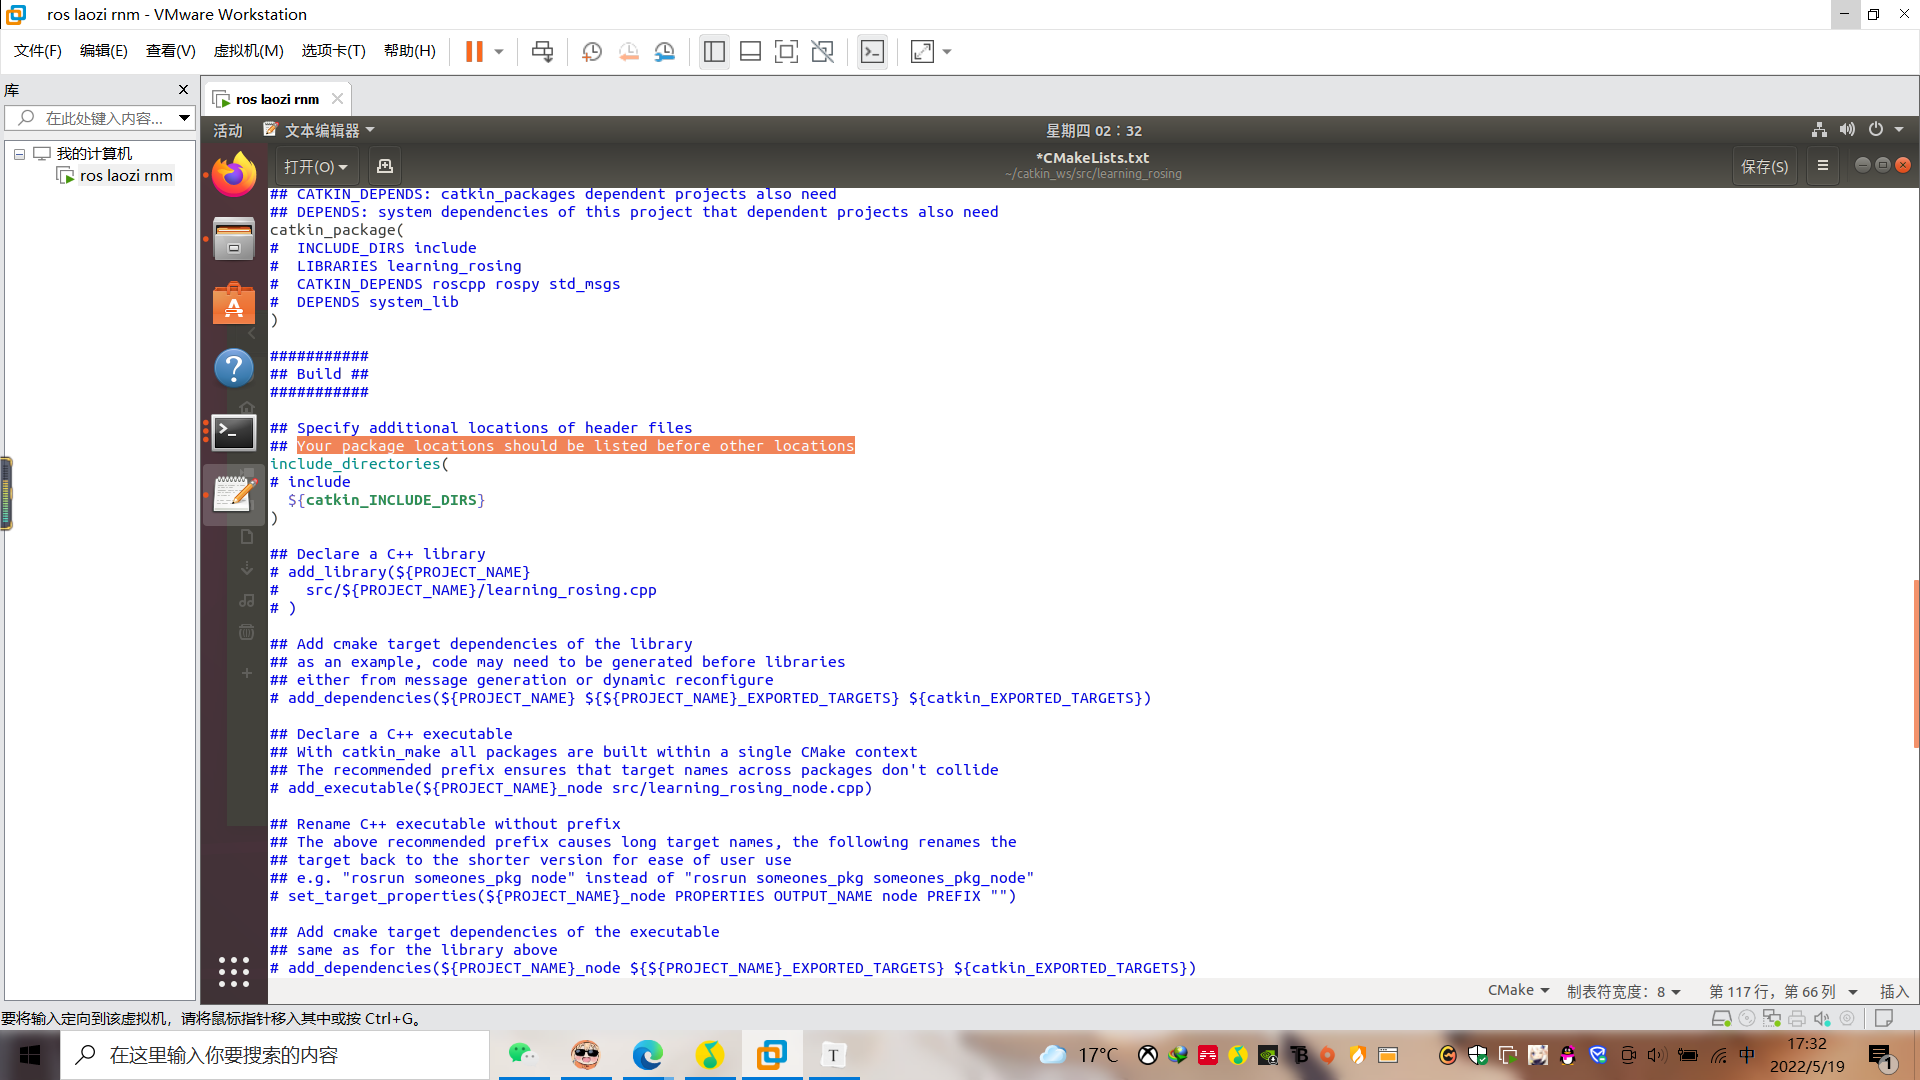 ros laozi rnm - VMware Workstation
文件(F) 编辑(E) 查看(V) 虚拟机(M) 选项卡(T) 帮助(H)
库
ros laozi rnm
在此处键入内容...
活动 文本编辑器 星期四 02:32
我的计算机
ros laozi rnm
打开(O) *CMakeLists.txt 保存(S)
~/catkin_ws/src/learning_rosing
## CATKIN_DEPENDS: catkin_packages dependent projects also need
## DEPENDS: system dependencies of this project that dependent projects also need
catkin_package(
#  INCLUDE_DIRS include
#  LIBRARIES learning_rosing
#  CATKIN_DEPENDS roscpp rospy std_msgs
#  DEPENDS system_lib
)
###########
## Build ##
###########
## Specify additional locations of header files
## Your package locations should be listed before other locations
include_directories(
# include
  ${catkin_INCLUDE_DIRS}
)
## Declare a C++ library
# add_library(${PROJECT_NAME}
#   src/${PROJECT_NAME}/learning_rosing.cpp
# )
## Add cmake target dependencies of the library
## as an example, code may need to be generated before libraries
## either from message generation or dynamic reconfigure
# add_dependencies(${PROJECT_NAME} ${${PROJECT_NAME}_EXPORTED_TARGETS} ${catkin_EXPORTED_TARGETS})
## Declare a C++ executable
## With catkin_make all packages are built within a single CMake context
## The recommended prefix ensures that target names across packages don't collide
# add_executable(${PROJECT_NAME}_node src/learning_rosing_node.cpp)
## Rename C++ executable without prefix
## The above recommended prefix causes long target names, the following renames the
## target back to the shorter version for ease of user use
## e.g. "rosrun someones_pkg node" instead of "rosrun someones_pkg someones_pkg_node"
# set_target_properties(${PROJECT_NAME}_node PROPERTIES OUTPUT_NAME node PREFIX "")
## Add cmake target dependencies of the executable
## same as for the library above
# add_dependencies(${PROJECT_NAME}_node ${${PROJECT_NAME}_EXPORTED_TARGETS} ${catkin_EXPORTED_TARGETS})
CMake 制表符宽度: 8 第 117 行，第 66 列 插入
要将输入定向到该虚拟机，请将鼠标指针移入其中或按 Ctrl+G。
在这里输入你要搜索的内容
T
17°C
中
17:32
2022/5/19
1